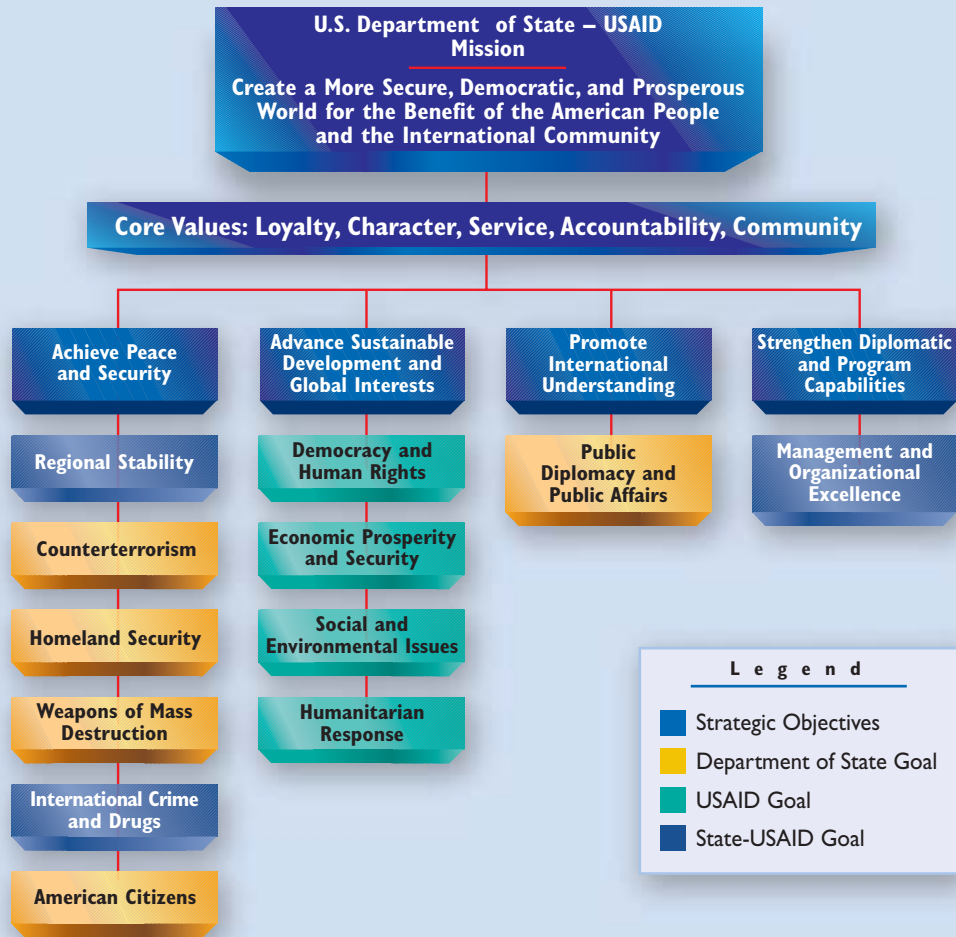 U.S. Department of State – USAID
Mission
Create a More Secure, Democratic, and Prosperous
World for the Benefit of the American People
and the International Community
Core Values: Loyalty, Character, Service, Accountability, Community
Achieve Peace
and Security
Regional Stability
Counterterrorism
Homeland Security
Weapons of Mass
Destruction
International Crime
and Drugs
American Citizens
Advance Sustainable
Development and
Global Interests
Democracy and
Human Rights
Economic Prosperity
and Security
Social and
Environmental Issues
Humanitarian
Response
Promote
International
Understanding
Public
Diplomacy and
Public Affairs
Strengthen Diplomatic
and Program
Capabilities
Management and
Organizational
Excellence
Legend
Strategic Objectives
Department of State Goal
USAID Goal
State-USAID Goal